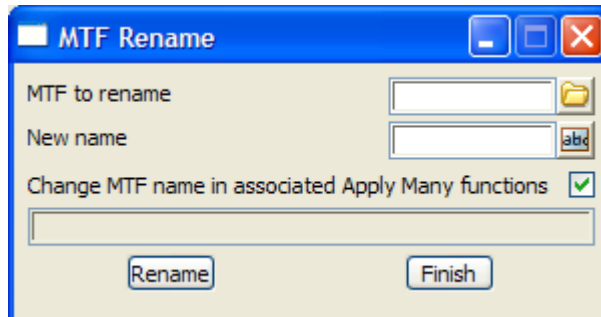 MTF Rename
MTF to rename
New name
abc
Change MTF name in associated Apply Many functions
Rename Finish